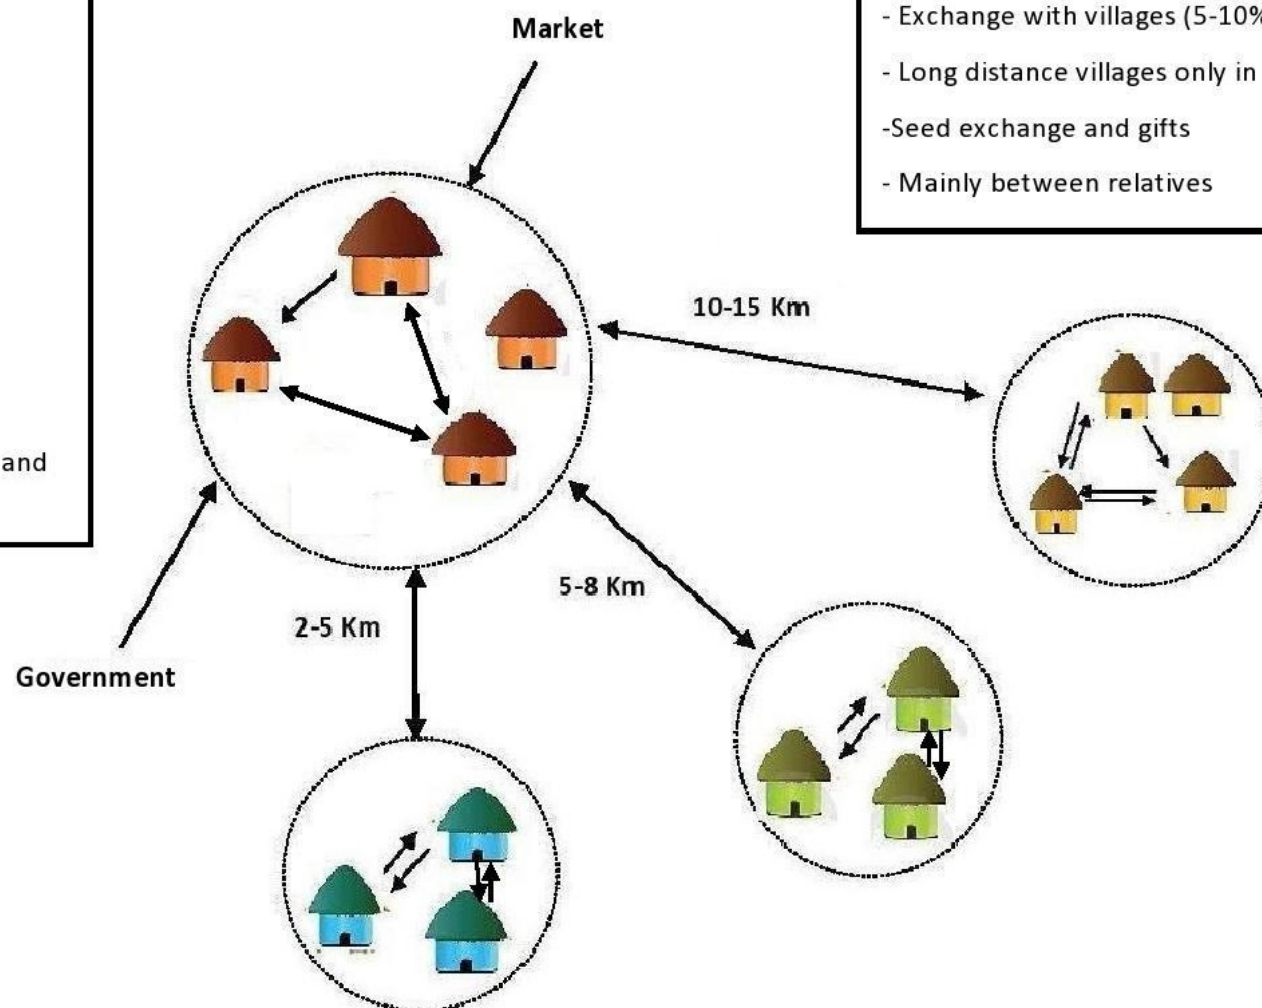 Market
- Exchange with villages (5-10%
- Long distance villages only in
-Seed exchange and gifts
- Mainly between relatives
10-15 Km
and
5-8 Km
2-5 Km
Government